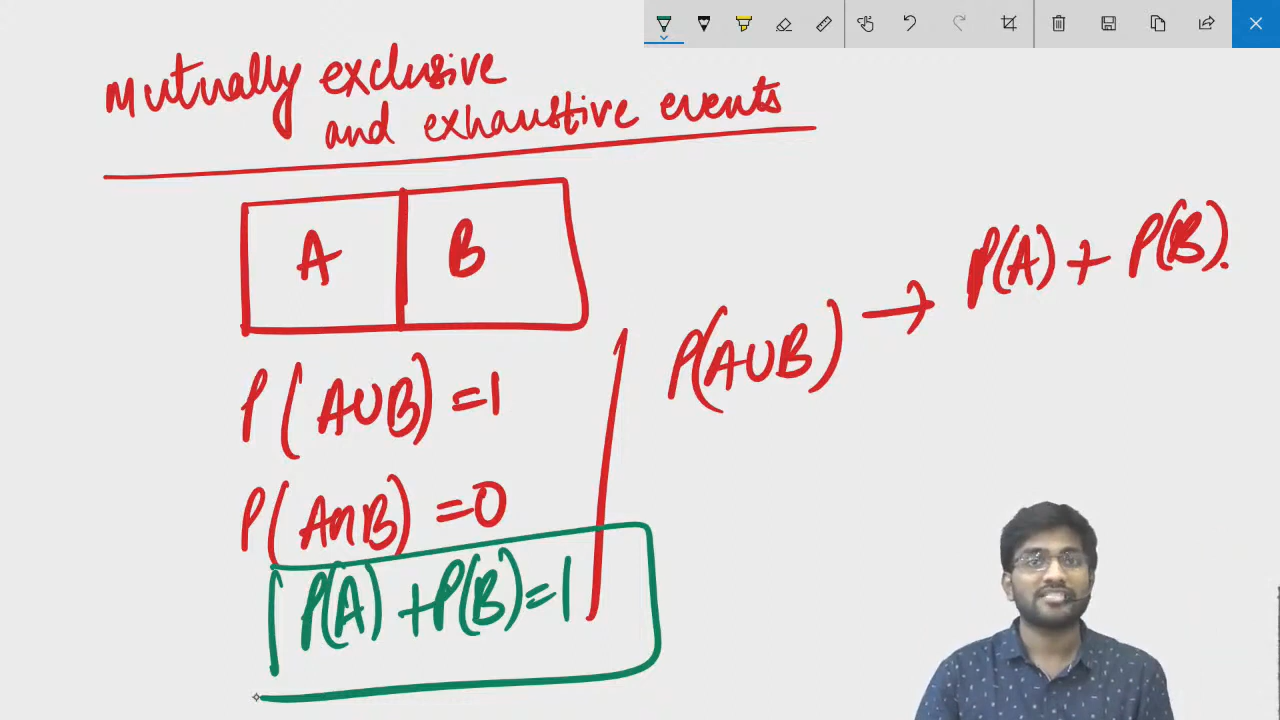 Mutually exclusive
and exhaustive events
A B
P(A∪B) = 1
P(A∩B) = 0
P(A) + P(B) = 1
P(A∪B) → P(A) + P(B).